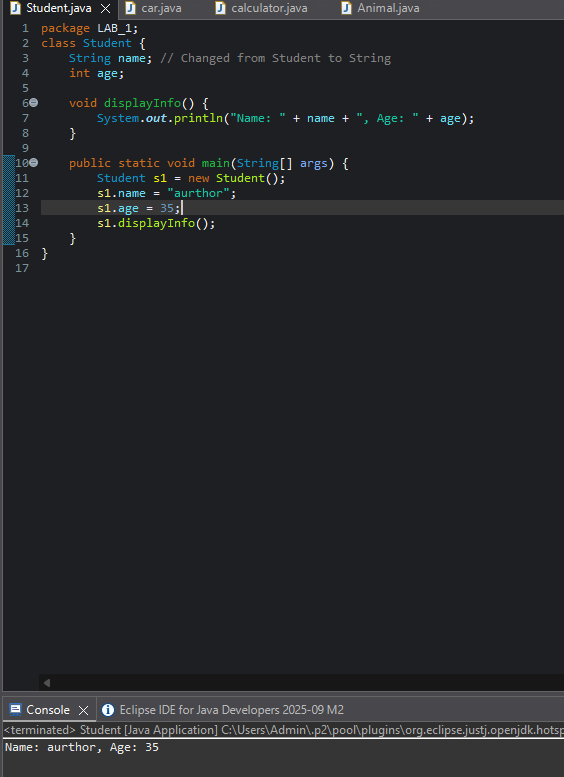 Student.java car.java calculator.java Animal.java
1 package LAB_1;
2 class Student {
3 String name; // Changed from Student to String
4 int age;
5
6 void displayInfo() {
7 System.out.println("Name: " + name + ", Age: " + age);
8 }
9
10 public static void main(String[] args) {
11 Student s1 = new Student();
12 s1.name = "aurthor";
13 s1.age = 35;
14 s1.displayInfo();
15 }
16 }
17
Console Eclipse IDE for Java Developers 2025-09 M2
<terminated> Student [Java Application] C:\Users\Admin\.p2\pool\plugins\org.eclipse.justj.openjdk.hotsp
Name: aurthor, Age: 35